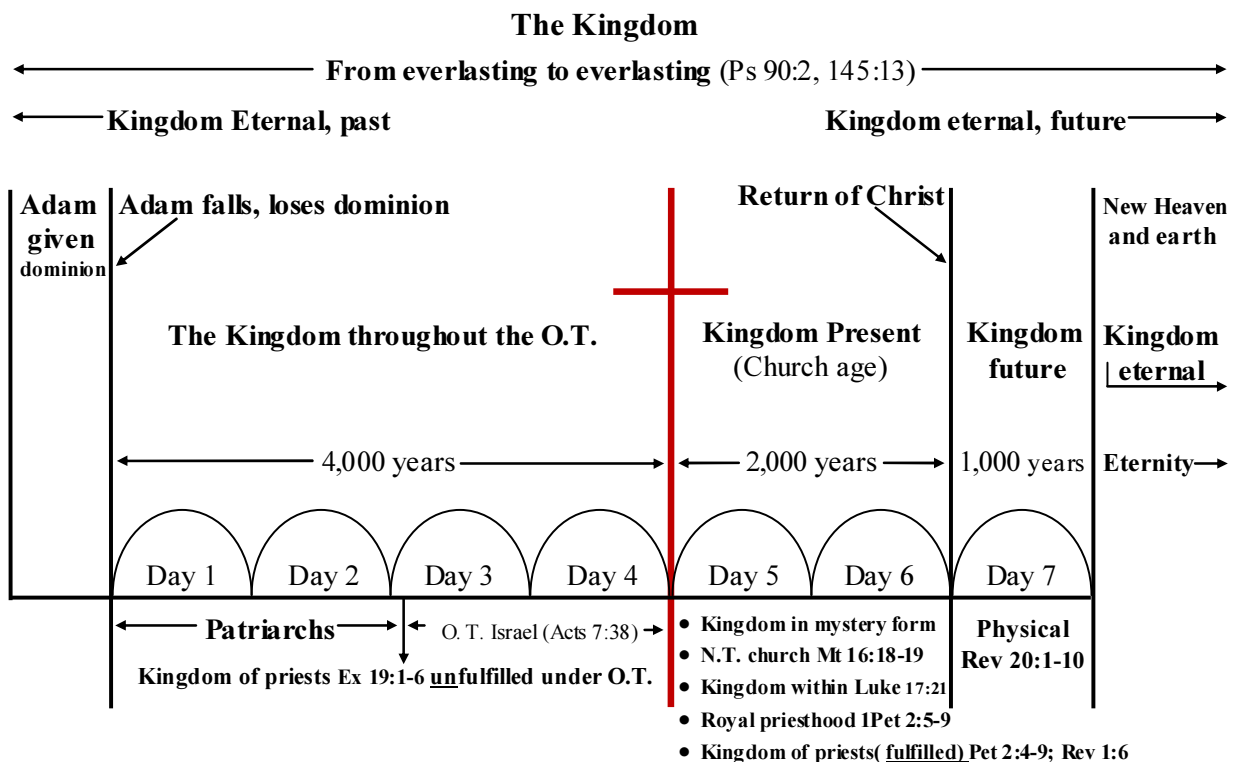 The Kingdom
From everlasting to everlasting (Ps 90:2, 145:13)
Kingdom Eternal, past
Kingdom eternal, future
Adam
given
dominion
Adam falls, loses dominion
Return of Christ
New Heaven
and earth
The Kingdom throughout the O.T.
Kingdom Present
(Church age)
Kingdom
future
Kingdom
eternal
4,000 years
2,000 years
1,000 years
Eternity
Day 1
Day 2
Day 3
Day 4
Day 5
Day 6
Day 7
Patriarchs
O. T. Israel (Acts 7:38)
Kingdom of priests Ex 19:1-6 unfulfilled under O.T.
• Kingdom in mystery form
• N.T. church Mt 16:18-19
• Kingdom within Luke 17:21
• Royal priesthood 1Pet 2:5-9
• Kingdom of priests( fulfilled) Pet 2:4-9; Rev 1:6
Physical
Rev 20:1-10